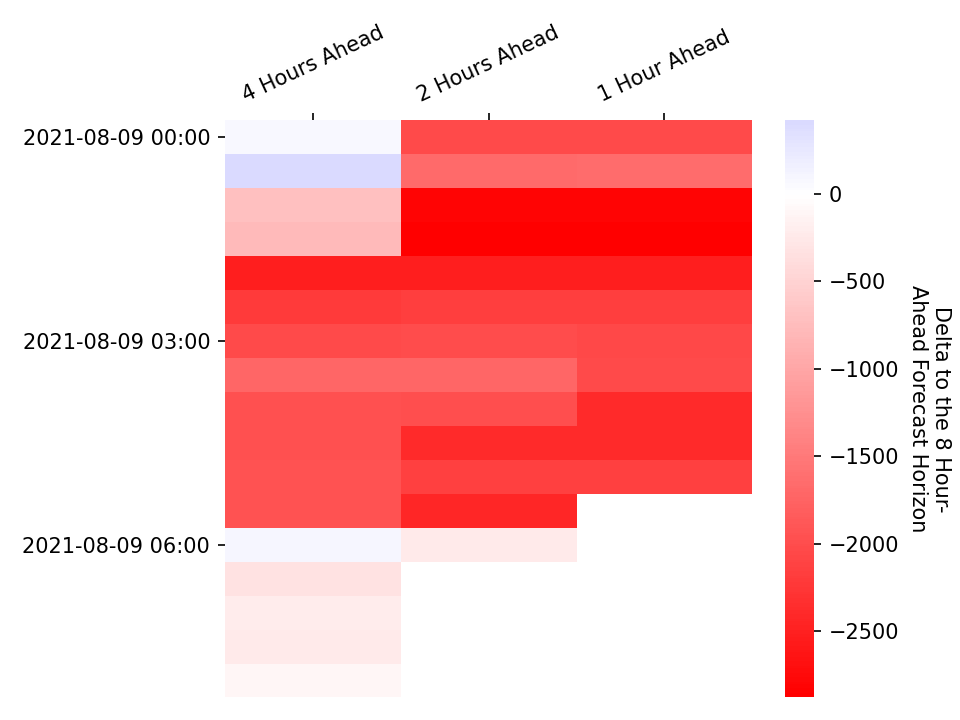 4 Hours Ahead
2 Hours Ahead
1 Hour Ahead
2021-08-09 00:00
2021-08-09 03:00
2021-08-09 06:00
0
−500
−1000
−1500
−2000
−2500
Delta to the 8 Hour-
Ahead Forecast Horizon